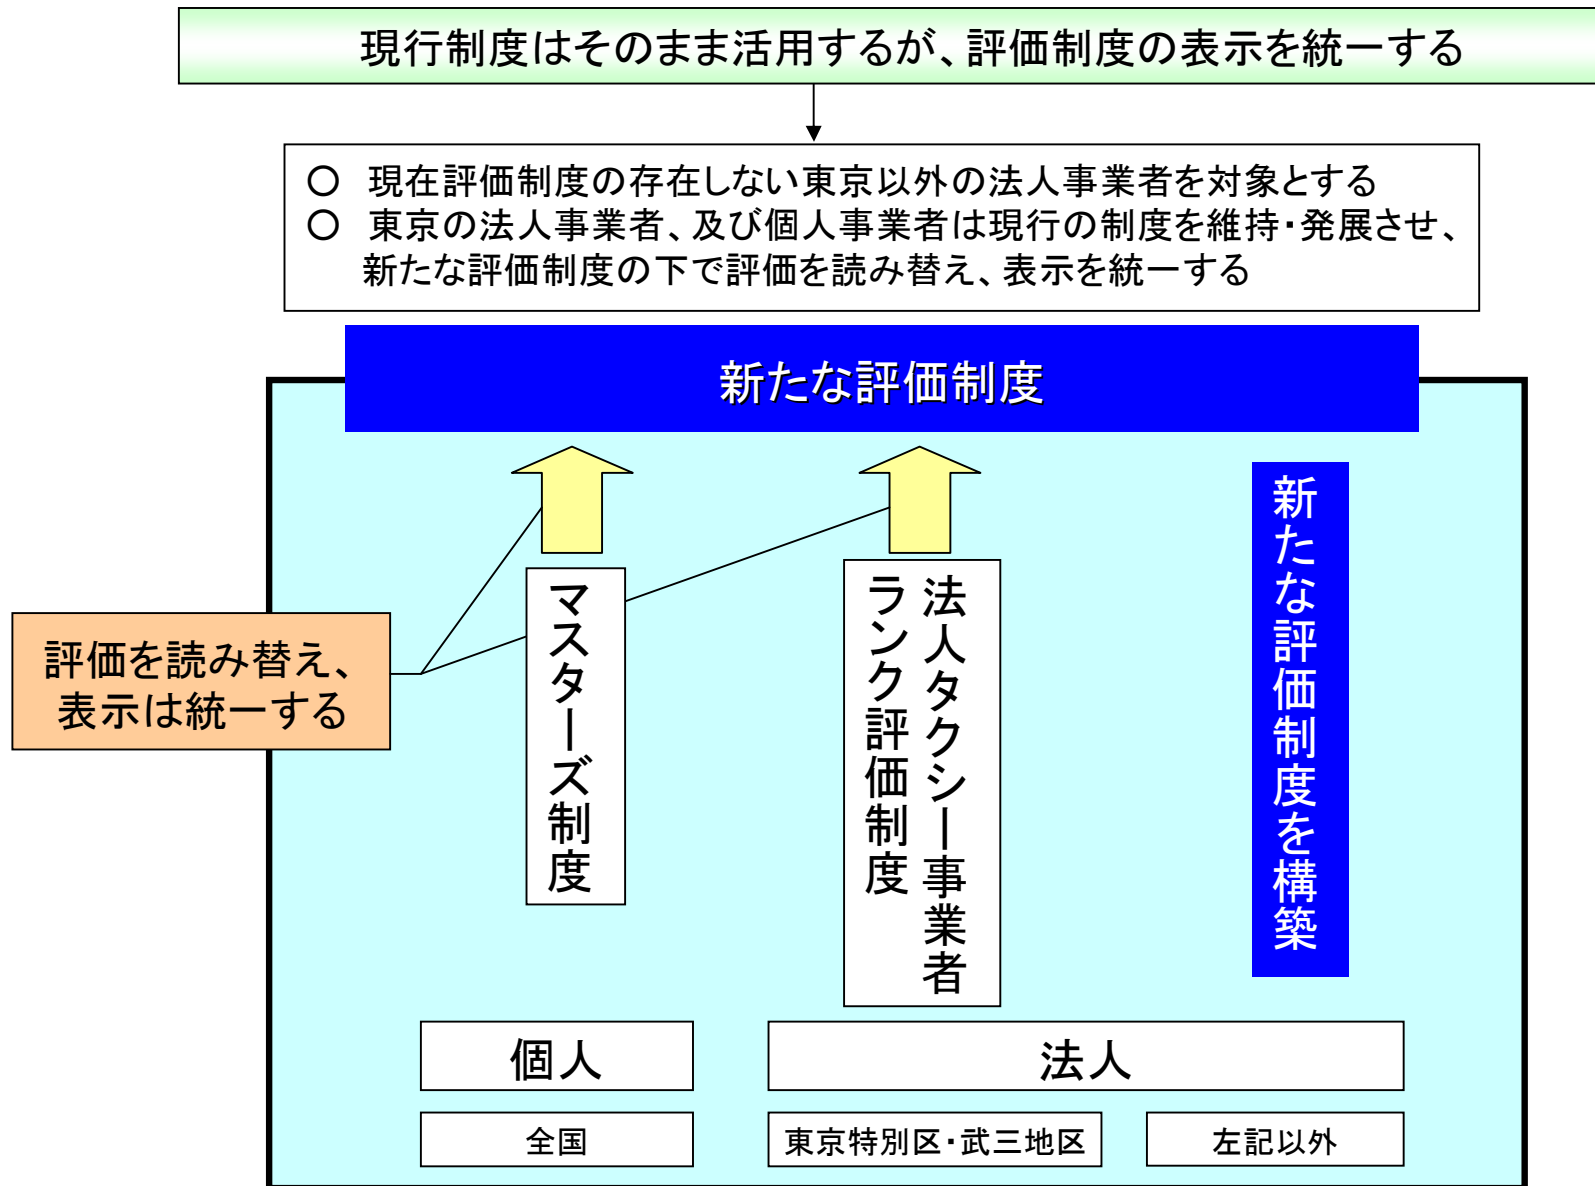 現行制度はそのまま活用するが、評価制度の表示を統一する
○ 現在評価制度の存在しない東京以外の法人事業者を対象とする
○ 東京の法人事業者、及び個人事業者は現行の制度を維持・発展させ、
新たな評価制度の下で評価を読み替え、表示を統一する
新たな評価制度
評価を読み替え、
表示は統一する
マスターズ制度
法人タクシー事業者
ランク評価制度
新たな評価制度を構築
個人
法人
全国
東京特別区・武三地区
左記以外